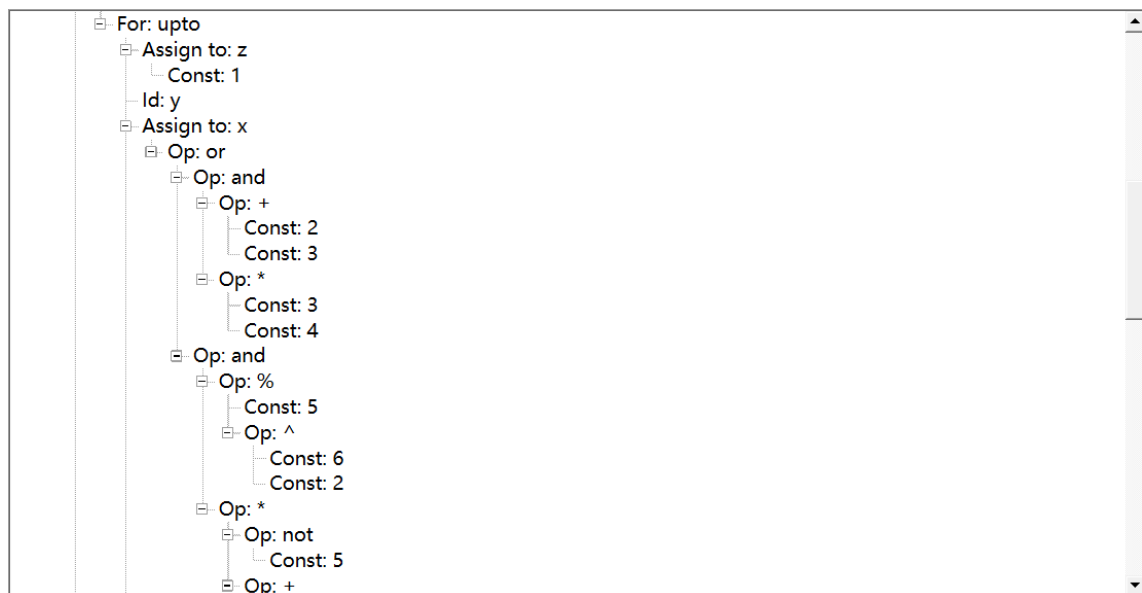 For: upto
Assign to: z
Const: 1
Id: y
Assign to: x
Op: or
Op: and
Op: +
Const: 2
Const: 3
Op: *
Const: 3
Const: 4
Op: and
Op: %
Const: 5
Op: ^
Const: 6
Const: 2
Op: *
Op: not
Const: 5
Op: +